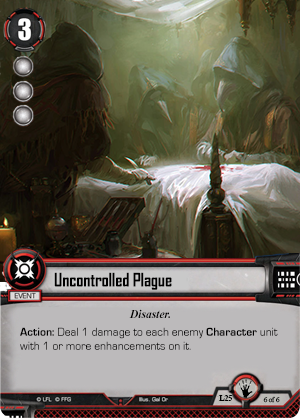 3
Uncontrolled Plague
EVENT
Disaster.
Action: Deal 1 damage to each enemy Character unit
with 1 or more enhancements on it.
© LFL © FFG
Illus. Gal Or
L25
6 of 6